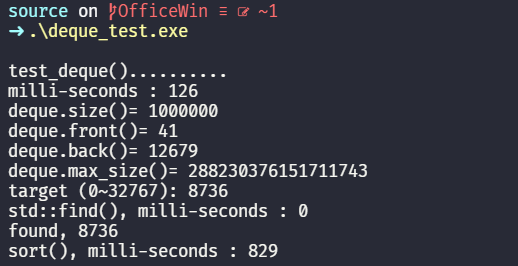 source on OfficeWin ≡ ~1
➜ .\deque_test.exe
test_deque()..........
milli-seconds : 126
deque.size()= 1000000
deque.front()= 41
deque.back()= 12679
deque.max_size()= 288230376151711743
target (0~32767): 8736
std::find(), milli-seconds : 0
found, 8736
sort(), milli-seconds : 829